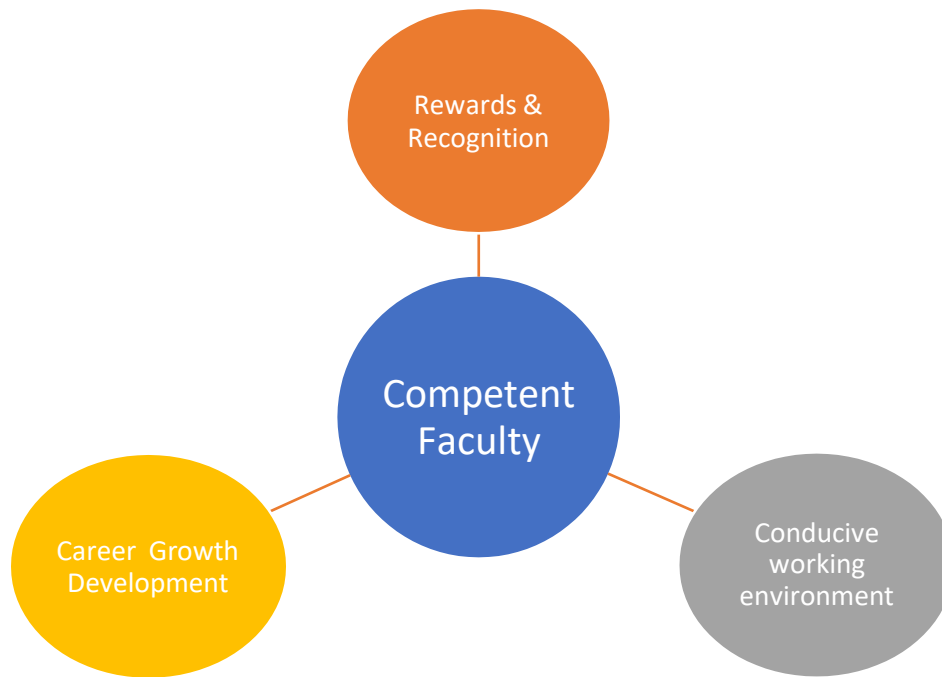 Rewards &
Recognition
Competent
Faculty
Career  Growth
Development
Conducive
working
environment